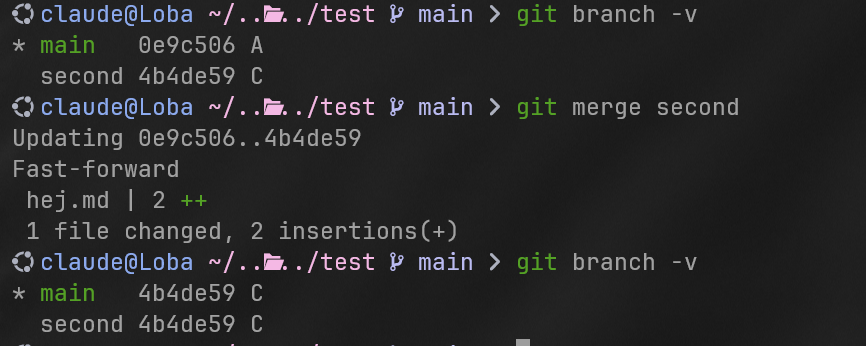 claude@Loba ~/../../test main > git branch -v
* main   0e9c506 A
  second 4b4de59 C
claude@Loba ~/../../test main > git merge second
Updating 0e9c506..4b4de59
Fast-forward
 hej.md | 2 ++
 1 file changed, 2 insertions(+)
claude@Loba ~/../../test main > git branch -v
* main   4b4de59 C
  second 4b4de59 C